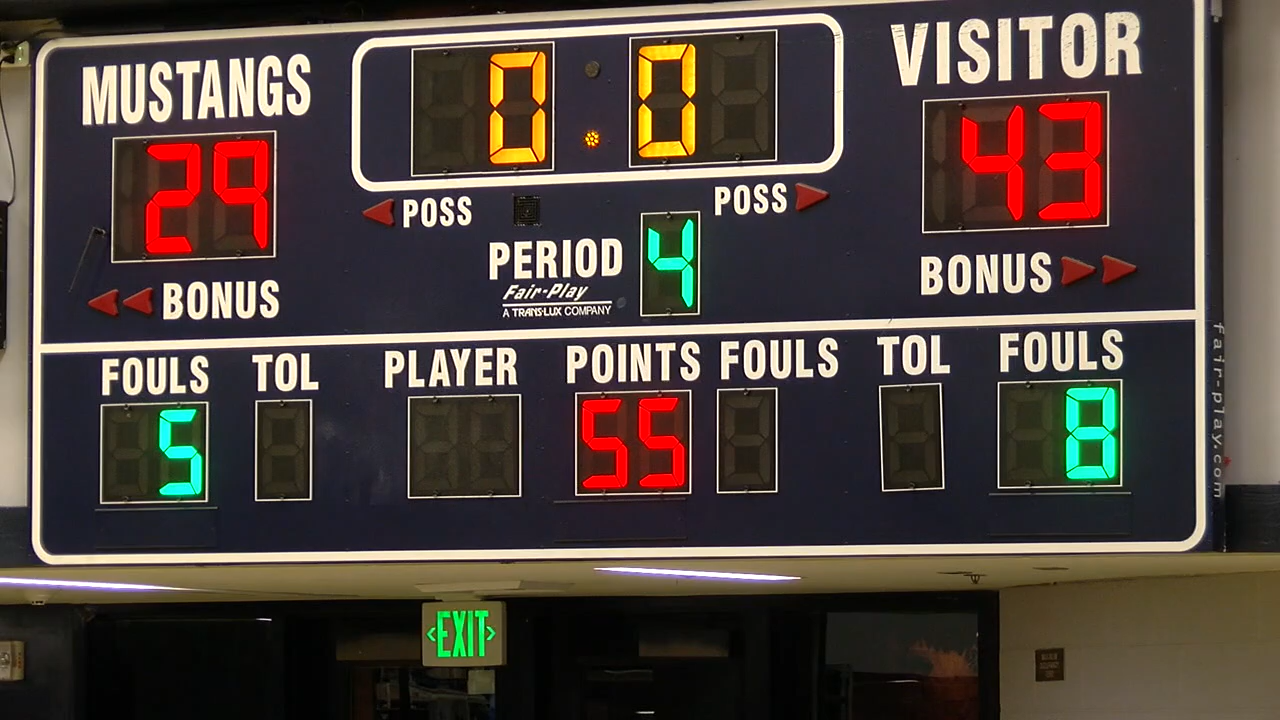 MUSTANGS
0.0
VISITOR
29
43
POSS
POSS
PERIOD
4
Fair-Play
A TRANS-LUX COMPANY
BONUS
BONUS
FOULS
TOL
PLAYER
POINTS
FOULS
TOL
FOULS
5
55
8
fair-play.com
<EXIT>